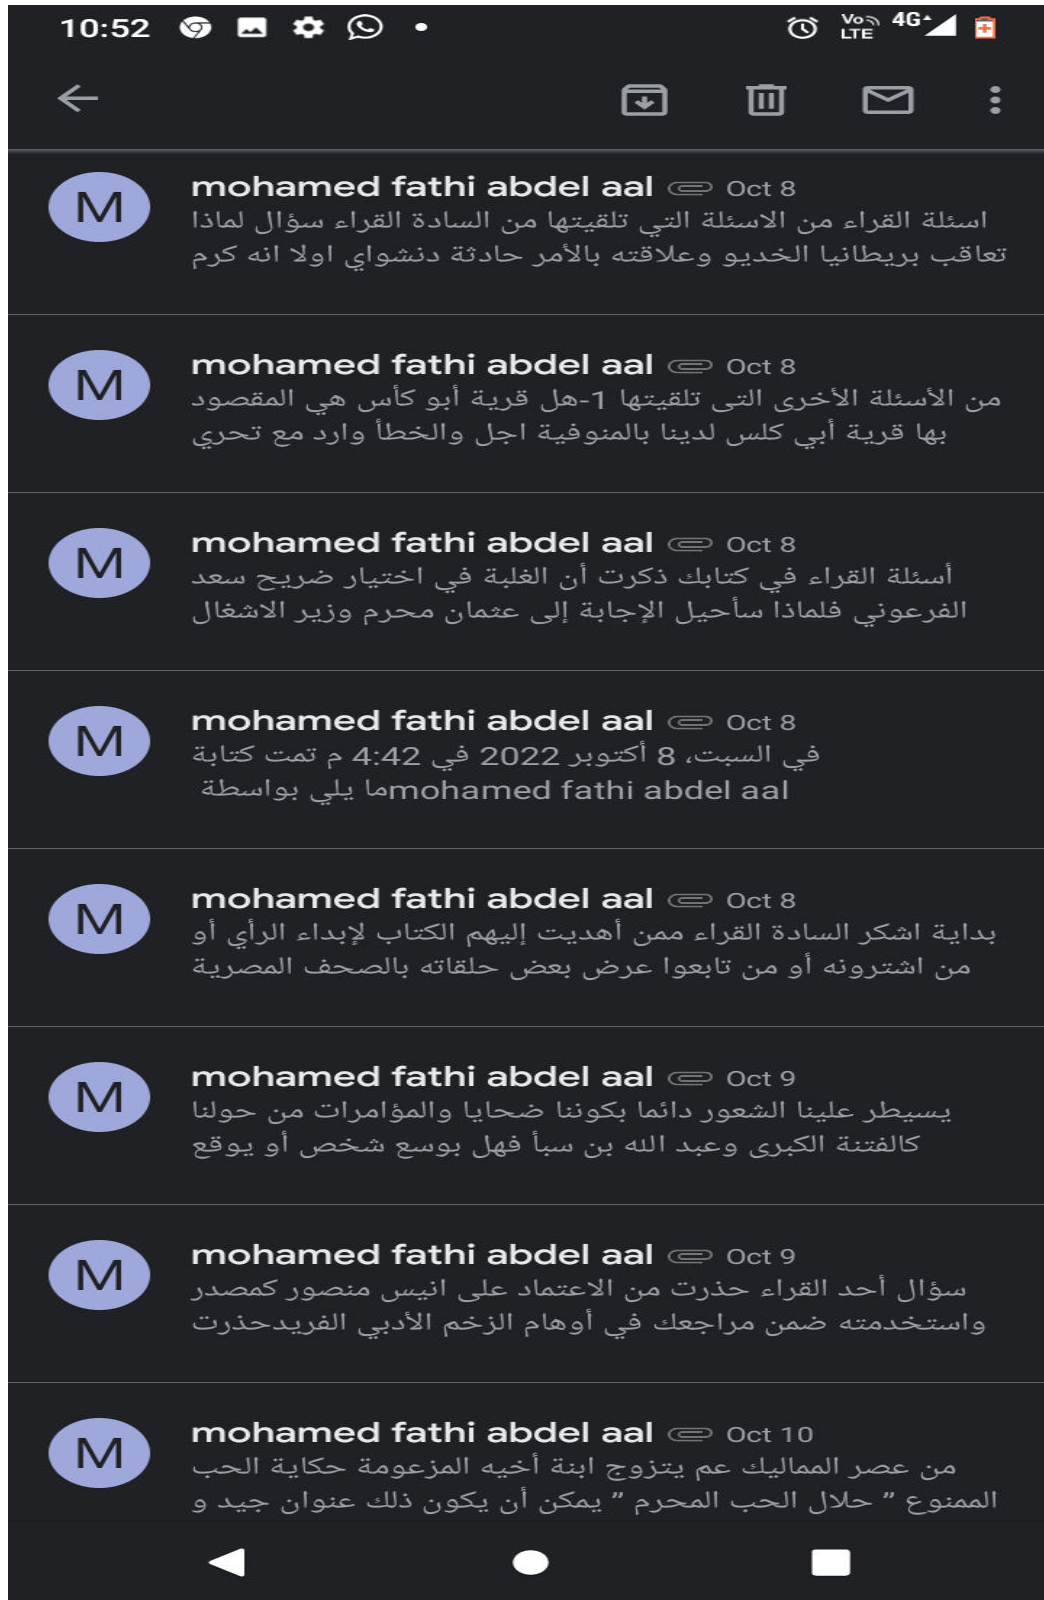 10:52
Vo LTE 4G
mohamed fathi abdel aal Oct 8
اسئلة القراء من الاسئلة التي تلقيتها من السادة القراء سؤال لماذا
تعاقب بريطانيا الخديو وعلاقته بالأمر حادثة دنشواي اولا انه كرم
M
mohamed fathi abdel aal Oct 8
من الأسئلة الأخرى التى تلقيتها 1-هل قرية أبو كأس هي المقصود
بها قرية أبي كلس لدينا بالمنوفية اجل والخطأ وارد مع تحري
M
mohamed fathi abdel aal Oct 8
أسئلة القراء في كتابك ذكرت أن الغلبة في اختيار ضريح سعد
الفرعوني فلماذا سأحيل الإجابة إلى عثمان محرم وزير الاشغال
M
mohamed fathi abdel aal Oct 8
في السبت، 8 أكتوبر 2022 في 4:42 م تمت كتابة
ما يلي بواسطة mohamed fathi abdel aal
M
mohamed fathi abdel aal Oct 8
بداية اشكر السادة القراء ممن أهديت إليهم الكتاب لإبداء الرأي أو
من اشترونه أو من تابعوا عرض بعض حلقاته بالصحف المصرية
M
mohamed fathi abdel aal Oct 9
يسيطر علينا الشعور دائما بكوننا ضحايا والمؤامرات من حولنا
كالفتنة الكبرى وعبد الله بن سبأ فهل بوسع شخص أو يوقع
M
mohamed fathi abdel aal Oct 9
سؤال أحد القراء حذرت من الاعتماد على انيس منصور كمصدر
واستخدمته ضمن مراجعك في أوهام الزخم الأدبي الفريدحذرت
M
mohamed fathi abdel aal Oct 10
من عصر المماليك عم يتزوج ابنة أخيه المزعومة حكاية الحب
الممنوع ” حلال الحب المحرم ” يمكن أن يكون ذلك عنوان جيد و
M